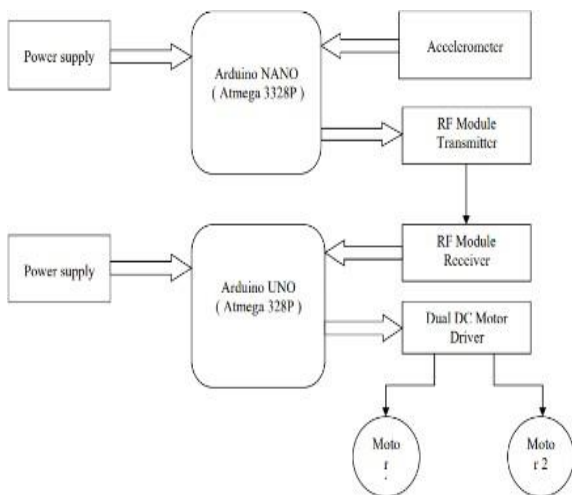 Power supply
Arduino NANO
( Atmega 3328P)
Accelerometer
RF Module
Transmitter
Power supply
Arduino UNO
( Atmega 328P)
RF Module
Receiver
Dual DC Motor
Driver
Moto
r
Moto
r 2